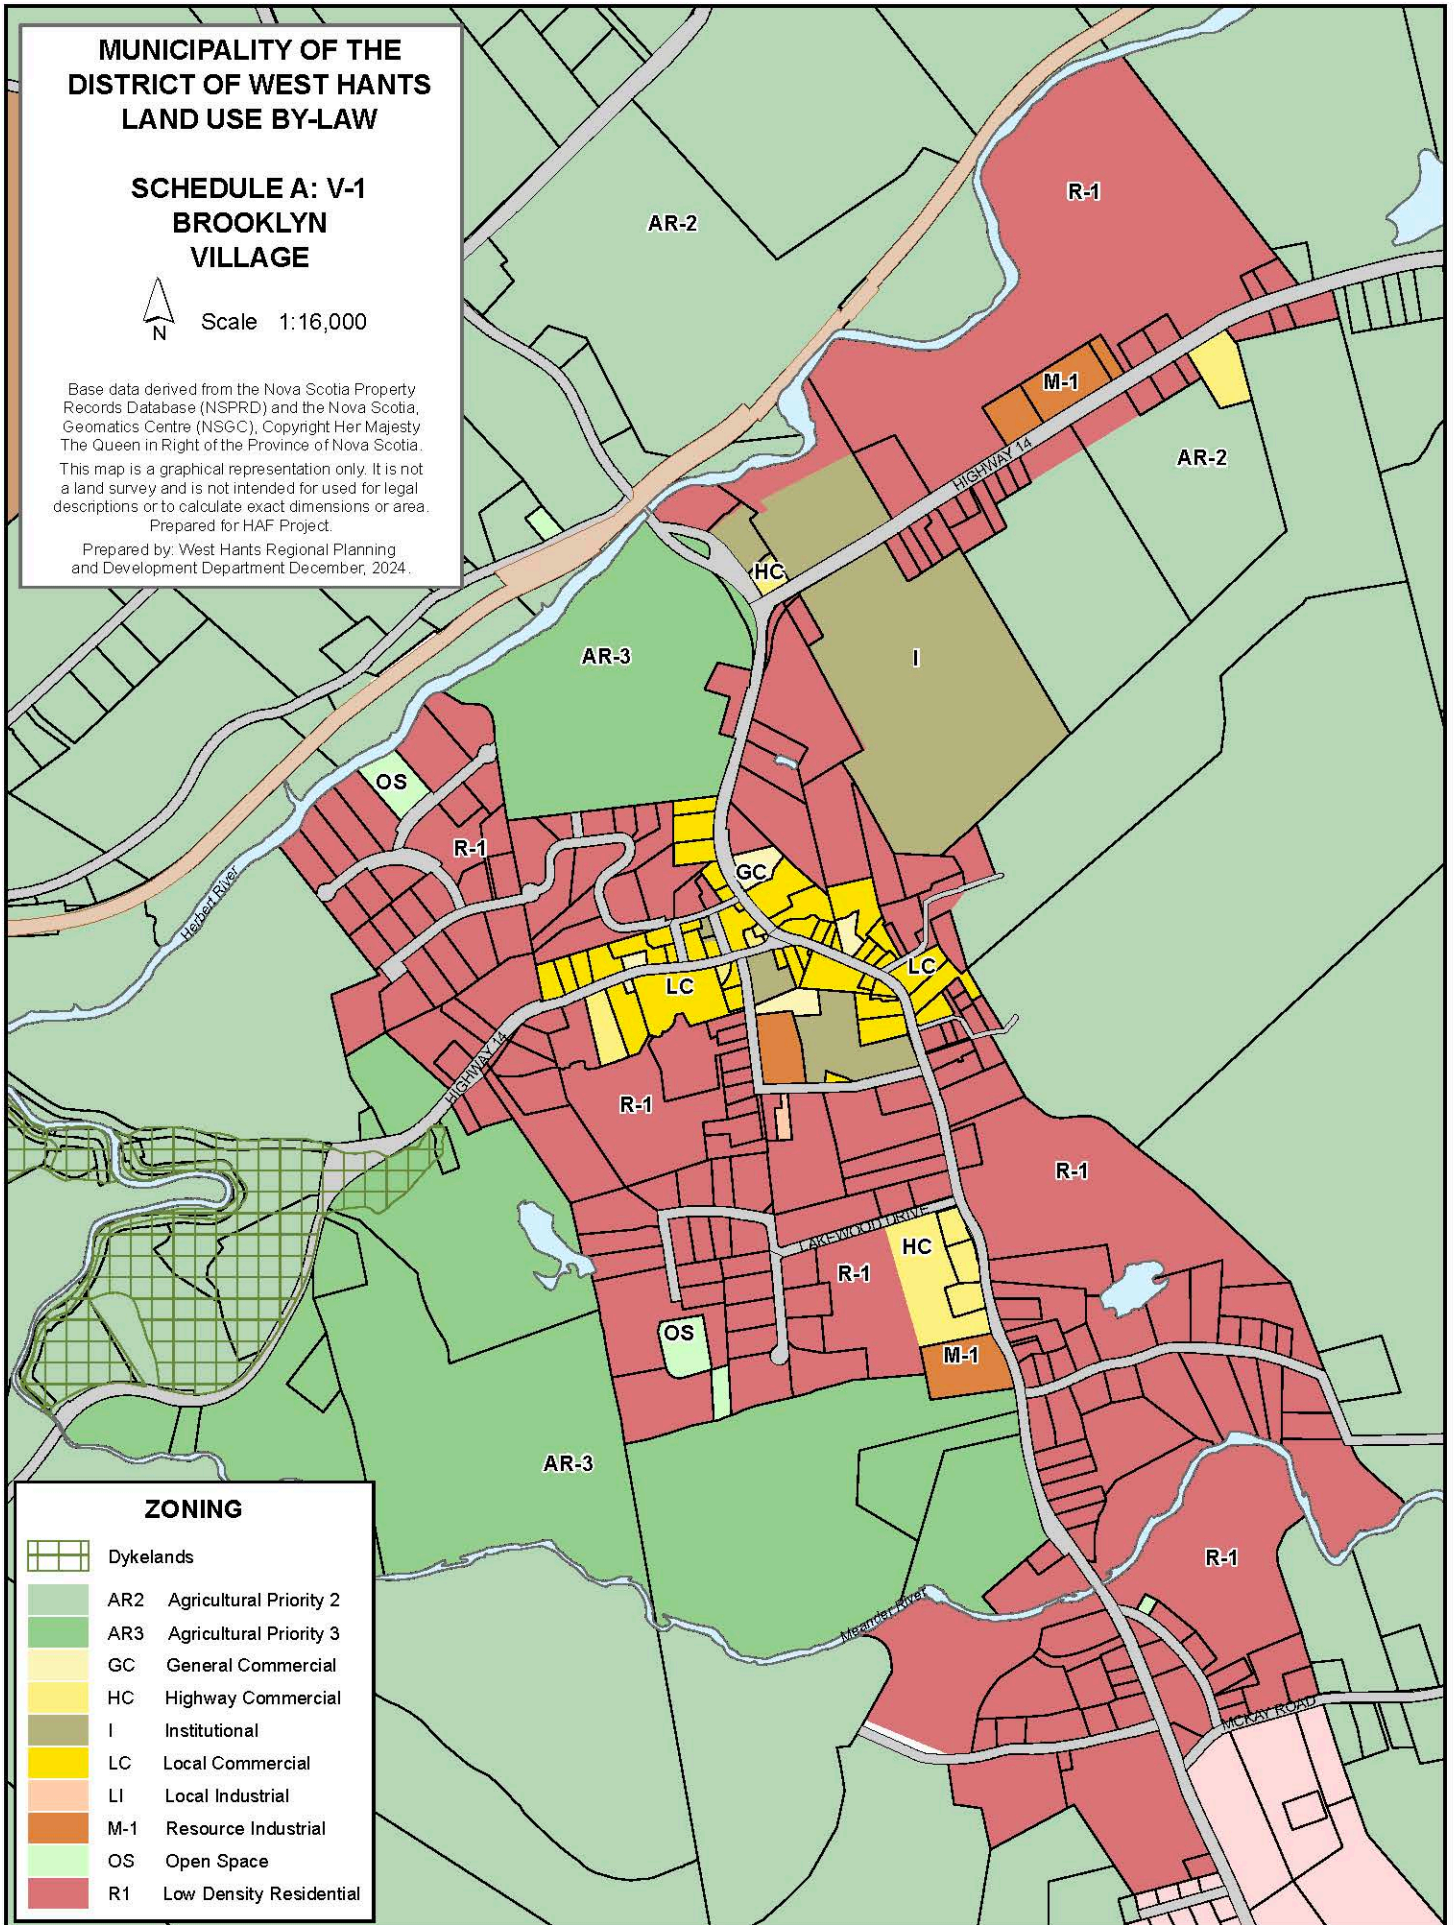 MUNICIPALITY OF THE
DISTRICT OF WEST HANTS
LAND USE BY-LAW
SCHEDULE A: V-1
BROOKLYN
VILLAGE
N
Scale 1:16,000
Base data derived from the Nova Scotia Property
Records Database (NSPRD) and the Nova Scotia,
Geomatics Centre (NSGC), Copyright Her Majesty
The Queen in Right of the Province of Nova Scotia.
This map is a graphical representation only. It is not
a land survey and is not intended for used for legal
descriptions or to calculate exact dimensions or area.
Prepared for HAF Project.
Prepared by: West Hants Regional Planning
and Development Department December, 2024.
R-1
AR-2
M-1
AR-2
HIGHWAY 14
HC
AR-3
I
OS
R-1
GC
Herbert River
LC
LC
HIGHWAY 14
R-1
R-1
LAKEWOOD DRIVE
HC
R-1
OS
M-1
AR-3
R-1
Meander River
MCKAY ROAD
ZONING
Dykelands
AR2 Agricultural Priority 2
AR3 Agricultural Priority 3
GC General Commercial
HC Highway Commercial
I Institutional
LC Local Commercial
LI Local Industrial
M-1 Resource Industrial
OS Open Space
R1 Low Density Residential